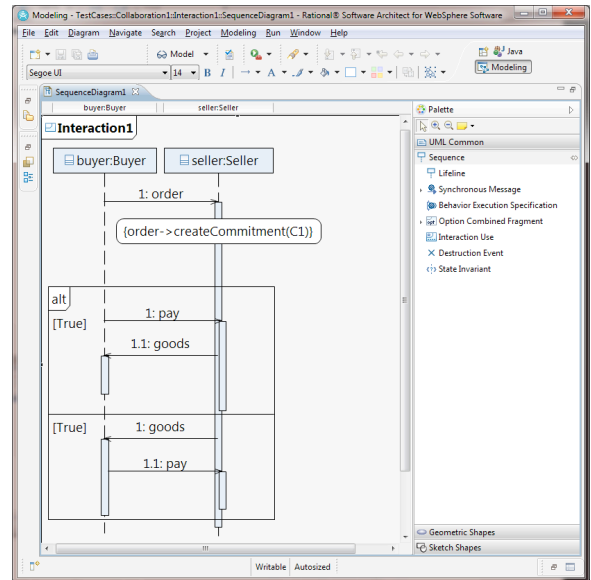 Modeling - TestCases::Collaboration1::Interaction1::SequenceDiagram1 - Rational® Software Architect for WebSphere Software
File Edit Diagram Navigate Search Project Modeling Run Window Help
Model
Java
Segoe UI 14 B I A
Modeling
SequenceDiagram1
buyer:Buyer seller:Seller
Interaction1
buyer:Buyer seller:Seller
1: order
{order->createCommitment(C1)}
alt
[True]
1: pay
1.1: goods
[True]
1: goods
1.1: pay
Palette
UML Common
Sequence
Lifeline
Synchronous Message
Behavior Execution Specification
Option Combined Fragment
Interaction Use
Destruction Event
State Invariant
Geometric Shapes
Sketch Shapes
Writable Autosized